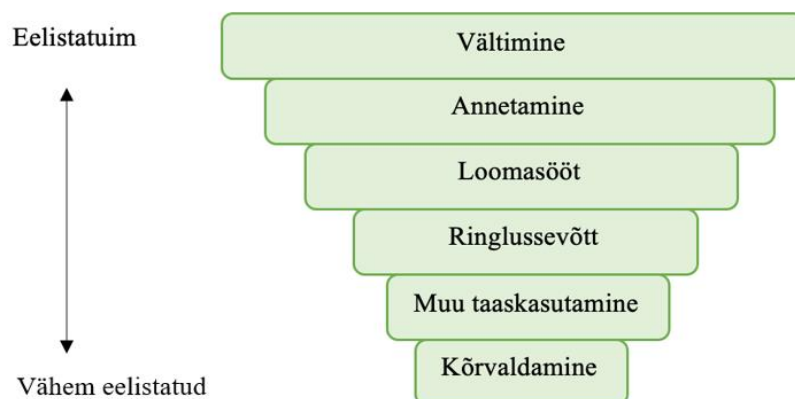 Eelistatuim
Vältimine
Annetamine
Loomasööt
Ringlussevõtt
Muu taaskasutamine
Kõrvaldamine
Vähem eelistatud